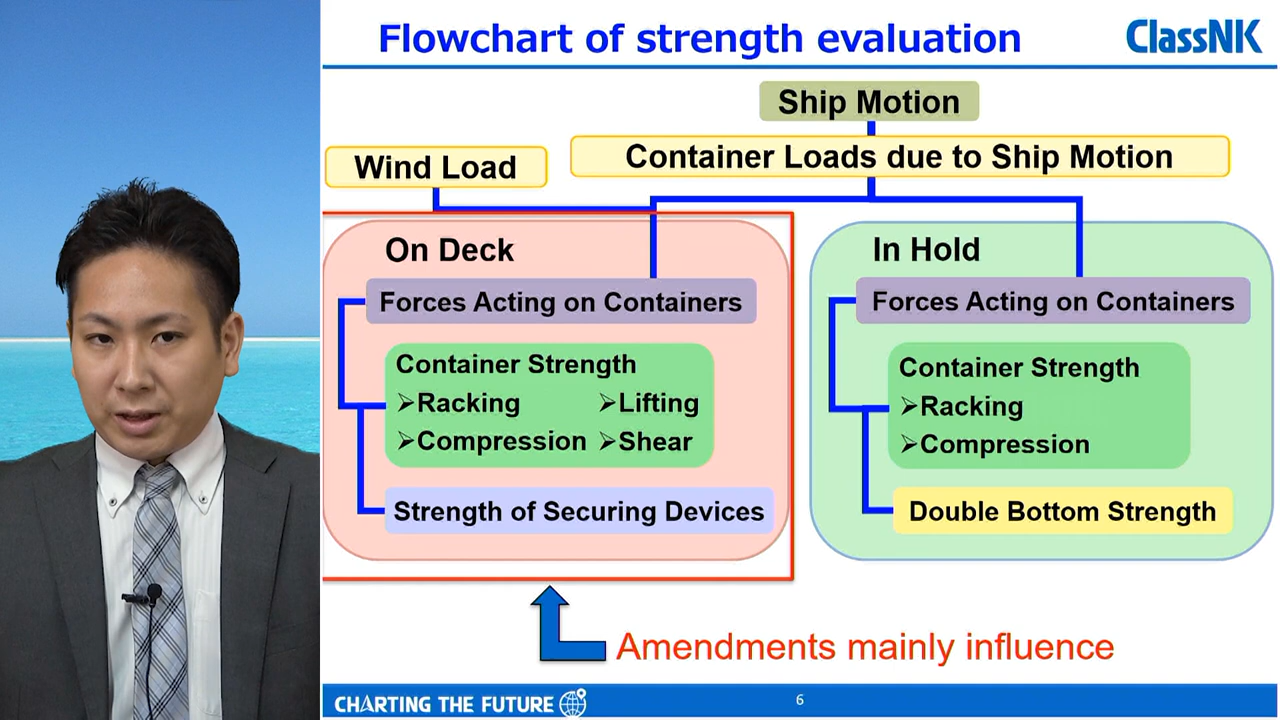 Flowchart of strength evaluation
ClassNK
Ship Motion
Wind Load
Container Loads due to Ship Motion
On Deck
Forces Acting on Containers
Container Strength
➢Racking ➢Lifting
➢Compression ➢Shear
Strength of Securing Devices
In Hold
Forces Acting on Containers
Container Strength
➢Racking
➢Compression
Double Bottom Strength
Amendments mainly influence
CHARTING THE FUTURE
6